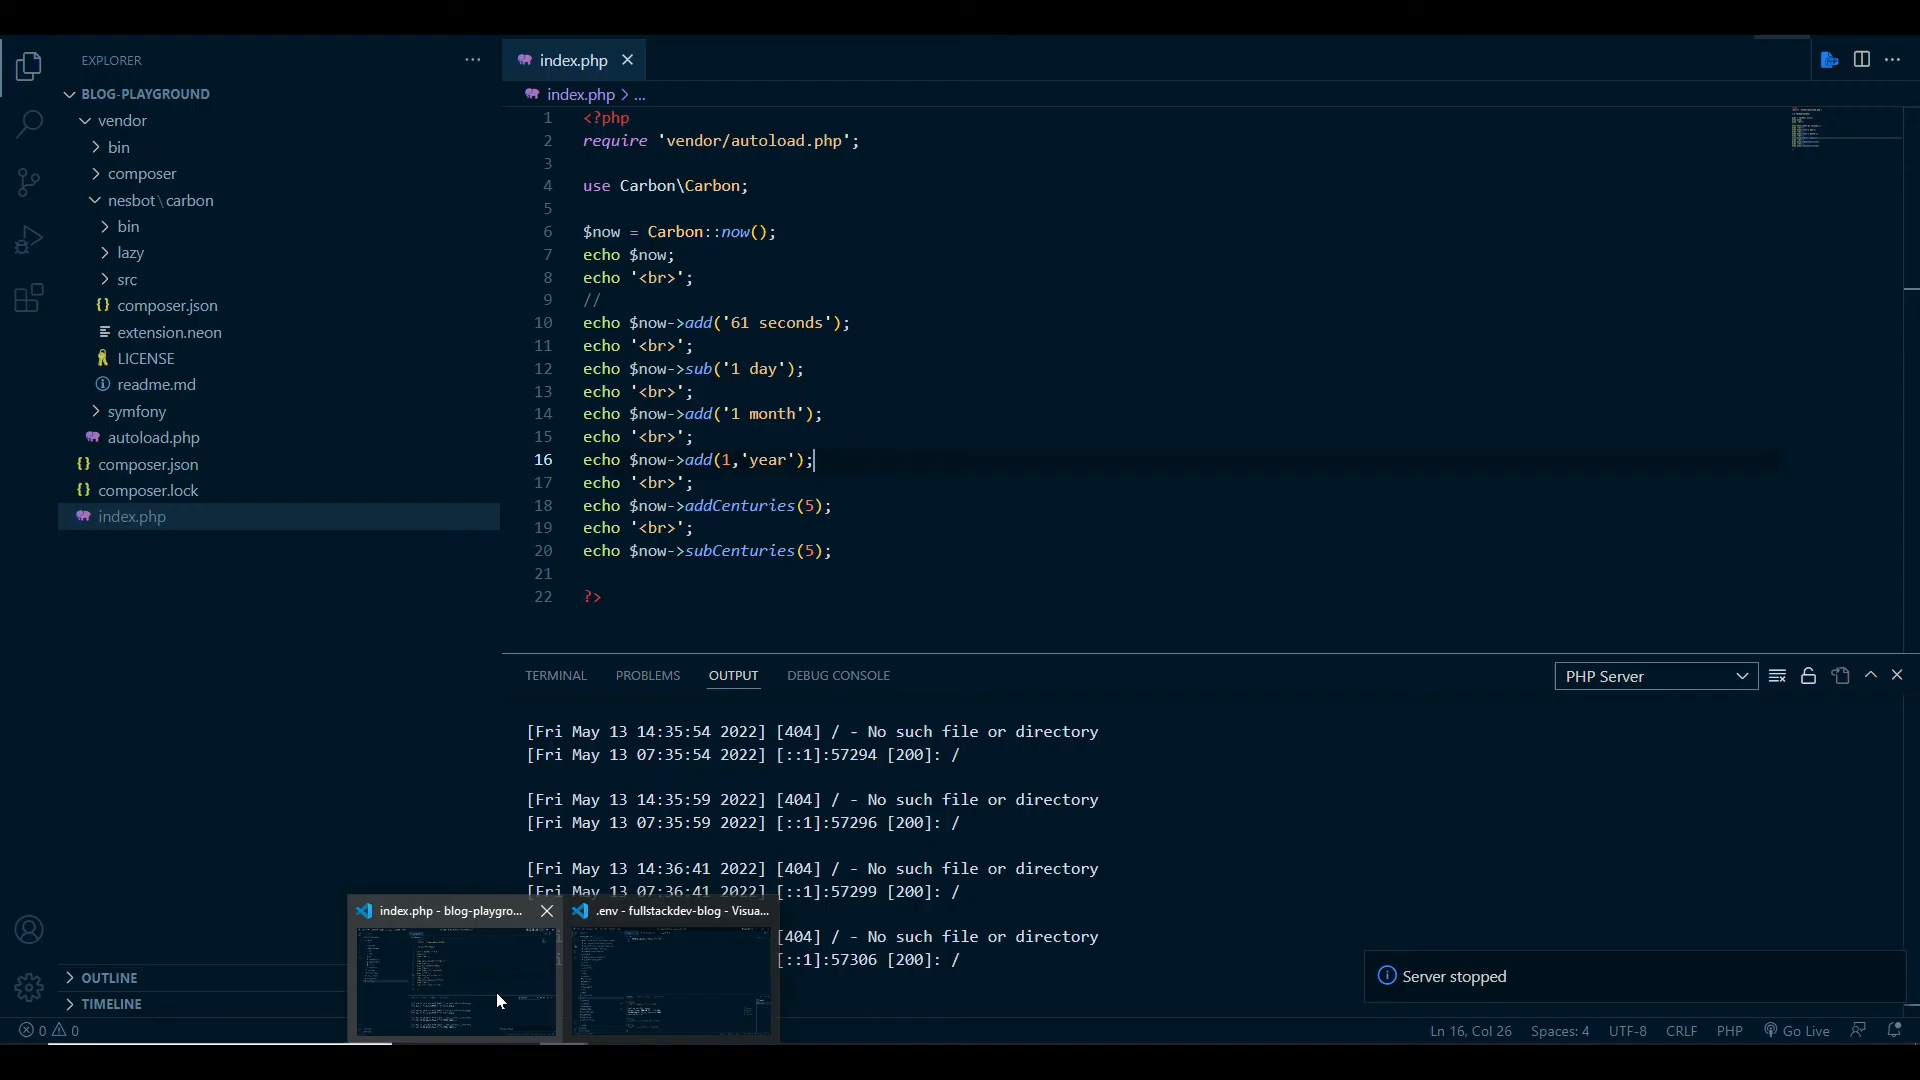 EXPLORER
BLOG-PLAYGROUND
vendor
bin
composer
nesbot\carbon
bin
lazy
src
composer.json
extension.neon
LICENSE
readme.md
symfony
autoload.php
composer.json
composer.lock
index.php
OUTLINE
TIMELINE
index.php
index.php > ...
1 <?php
2 require 'vendor/autoload.php';
3
4 use Carbon\Carbon;
5
6 $now = Carbon::now();
7 echo $now;
8 echo '<br>';
9 //
10 echo $now->add('61 seconds');
11 echo '<br>';
12 echo $now->sub('1 day');
13 echo '<br>';
14 echo $now->add('1 month');
15 echo '<br>';
16 echo $now->add(1,'year');
17 echo '<br>';
18 echo $now->addCenturies(5);
19 echo '<br>';
20 echo $now->subCenturies(5);
21
22 ?>
TERMINAL PROBLEMS OUTPUT DEBUG CONSOLE PHP Server
[Fri May 13 14:35:54 2022] [404] / - No such file or directory
[Fri May 13 07:35:54 2022] [::1]:57294 [200]: /
[Fri May 13 14:35:59 2022] [404] / - No such file or directory
[Fri May 13 07:35:59 2022] [::1]:57296 [200]: /
[Fri May 13 14:36:41 2022] [404] / - No such file or directory
[Fri May 13 07:36:41 2022] [::1]:57299 [200]: /
[404] / - No such file or directory
[::1]:57306 [200]: /
index.php - blog-playgro...
.env - fullstackdev-blog - Visua...
Server stopped
0 0
Ln 16, Col 26 Spaces: 4 UTF-8 CRLF PHP Go Live